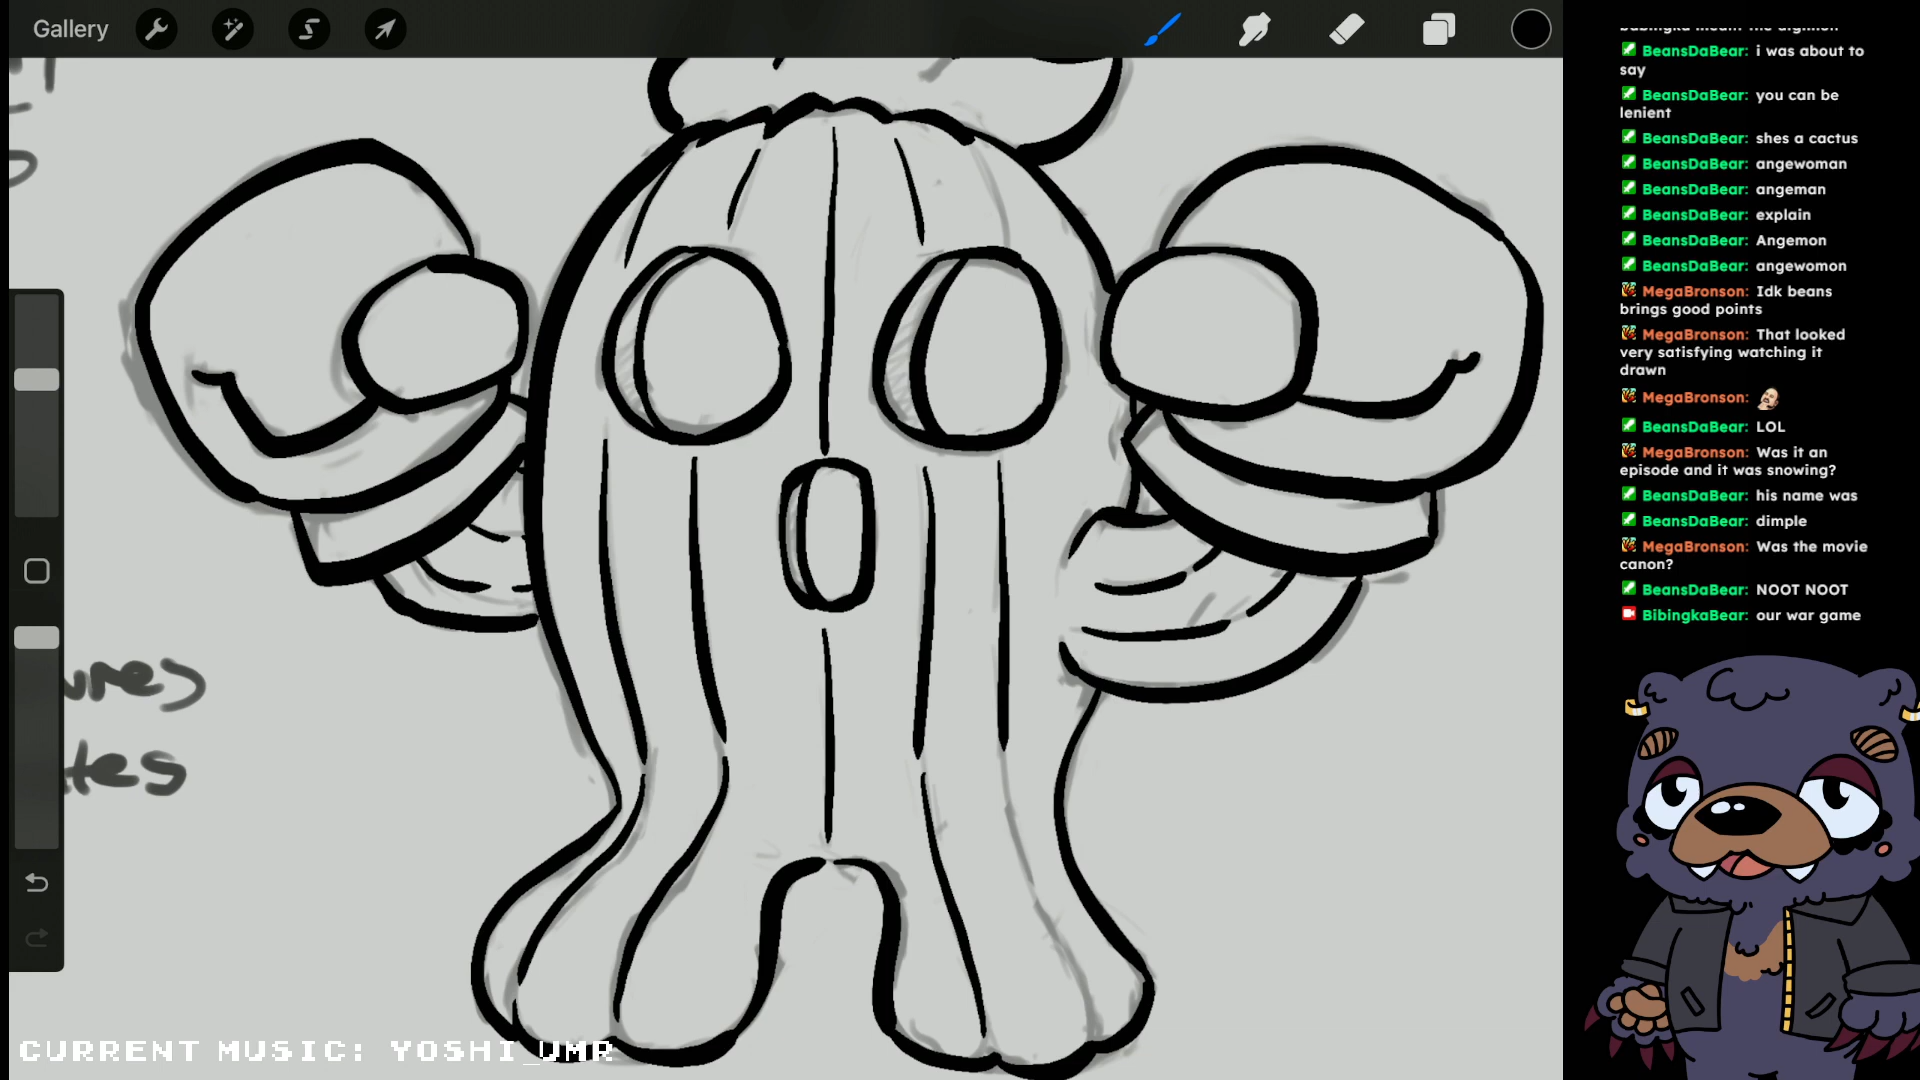 Gallery
BeansDaBear: i was about to
say
BeansDaBear: you can be
lenient
BeansDaBear: shes a cactus
BeansDaBear: angewoman
BeansDaBear: angeman
BeansDaBear: explain
BeansDaBear: Angemon
BeansDaBear: angewomon
MegaBronson: Idk beans
brings good points
MegaBronson: That looked
very satisfying watching it
drawn
MegaBronson:
BeansDaBear: LOL
MegaBronson: Was it an
episode and it was snowing?
BeansDaBear: his name was
BeansDaBear: dimple
MegaBronson: Was the movie
canon?
BeansDaBear: NOOT NOOT
BibingkaBear: our war game
CURRENT MUSIC: YOSHI_UMR